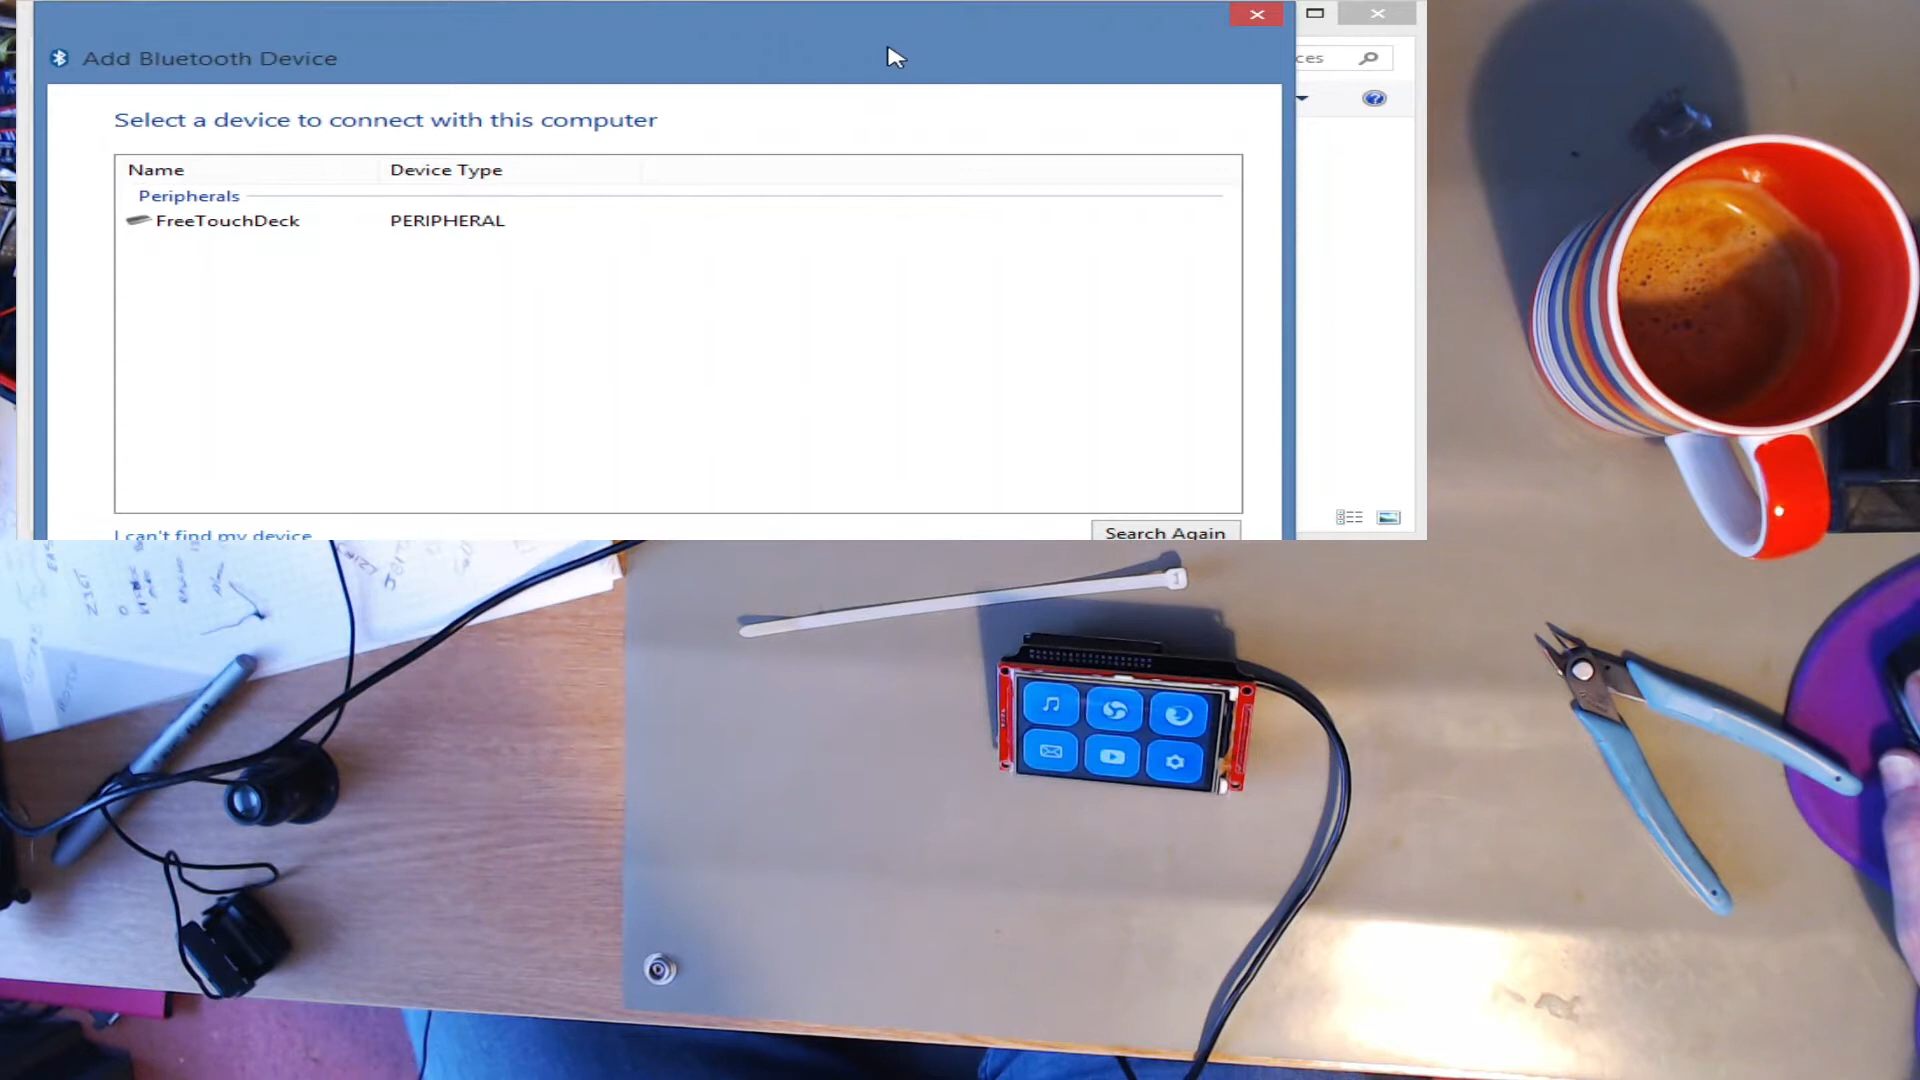 Add Bluetooth Device
ces
Select a device to connect with this computer
Name Device Type
Peripherals
FreeTouchDeck PERIPHERAL
I can't find my device
Search Again